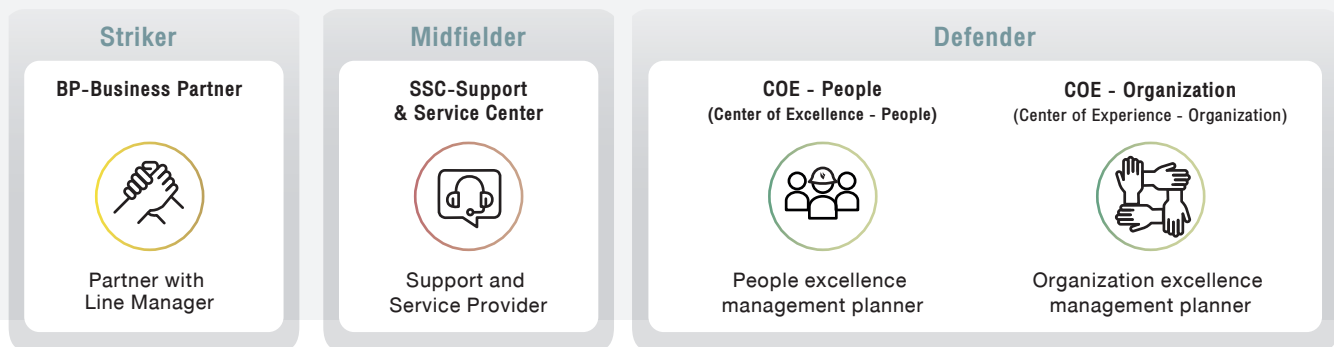 Striker
BP-Business Partner
Partner with
Line Manager
Midfielder
SSC-Support
& Service Center
Support and
Service Provider
Defender
COE - People
(Center of Excellence - People)
People excellence
management planner
COE - Organization
(Center of Experience - Organization)
Organization excellence
management planner